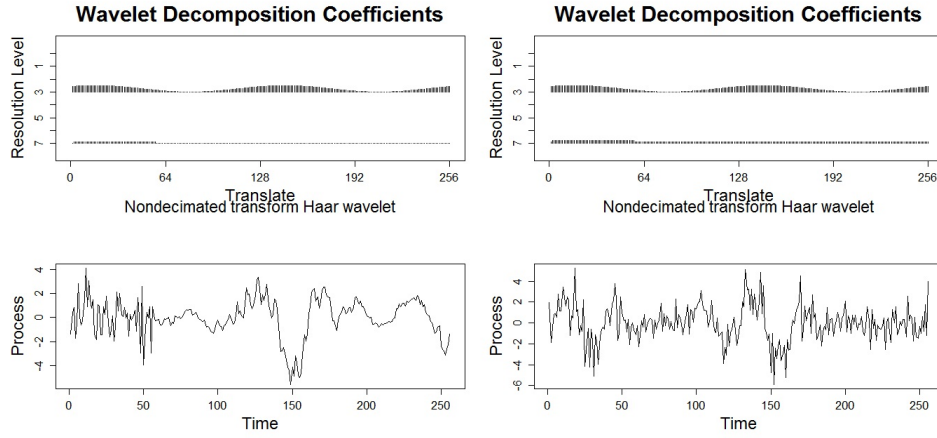 Wavelet Decomposition Coefficients
Resolution Level
1
3
5
7
0 64 128 192 256
Translate
Nondecimated transform Haar wavelet
Wavelet Decomposition Coefficients
Resolution Level
1
3
5
7
0 64 128 192 256
Translate
Nondecimated transform Haar wavelet
Process
4
2
0
-2
-4
0 50 100 150 200 250
Time
Process
4
2
0
-2
-4
-6
0 50 100 150 200 250
Time